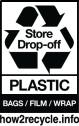 Store
Drop-off
PLASTIC
BAGS / FILM / WRAP
how2recycle.info